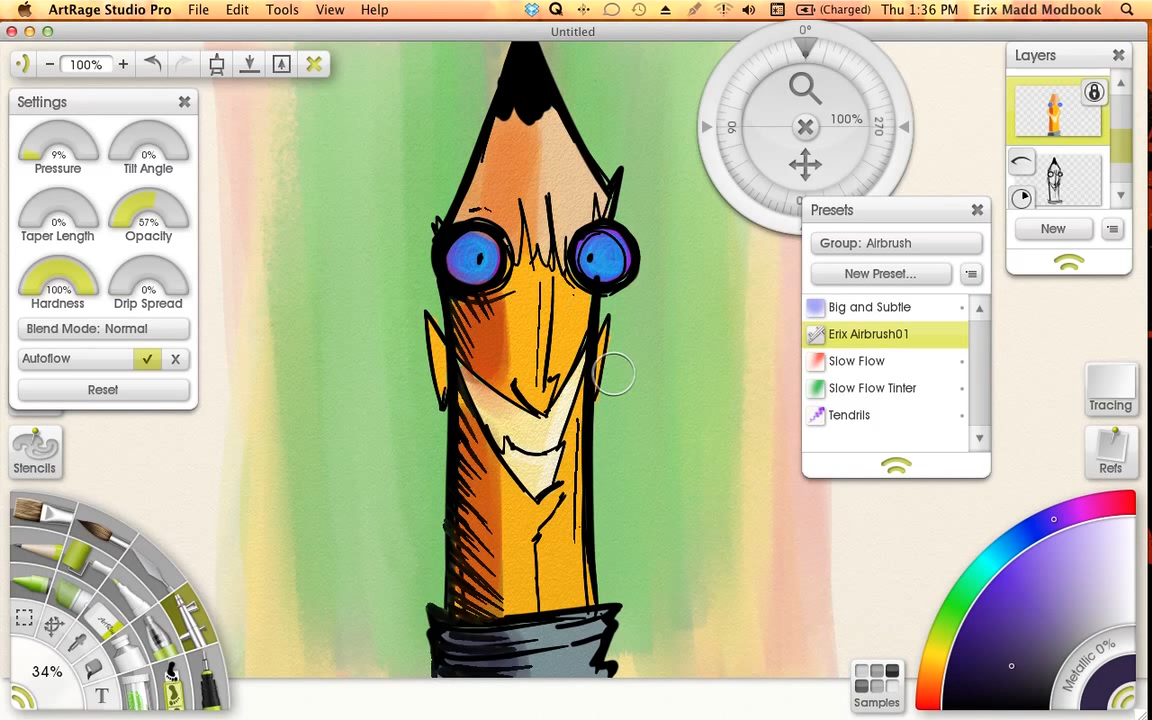 ArtRage Studio Pro File Edit Tools View Help (Charged) Thu 1:36 PM Erix Madd Modbook
Untitled
100%
Settings
9% 0%
Pressure Tilt Angle
0% 57%
Taper Length Opacity
100% 0%
Hardness Drip Spread
Blend Mode: Normal
Autoflow X
Reset
Stencils
34%
T
0°
100%
90
270
Presets
Group: Airbrush
New Preset...
Big and Subtle
Erix Airbrush01
Slow Flow
Slow Flow Tinter
Tendrils
Layers
New
Tracing
Refs
Samples
Metallic 0%